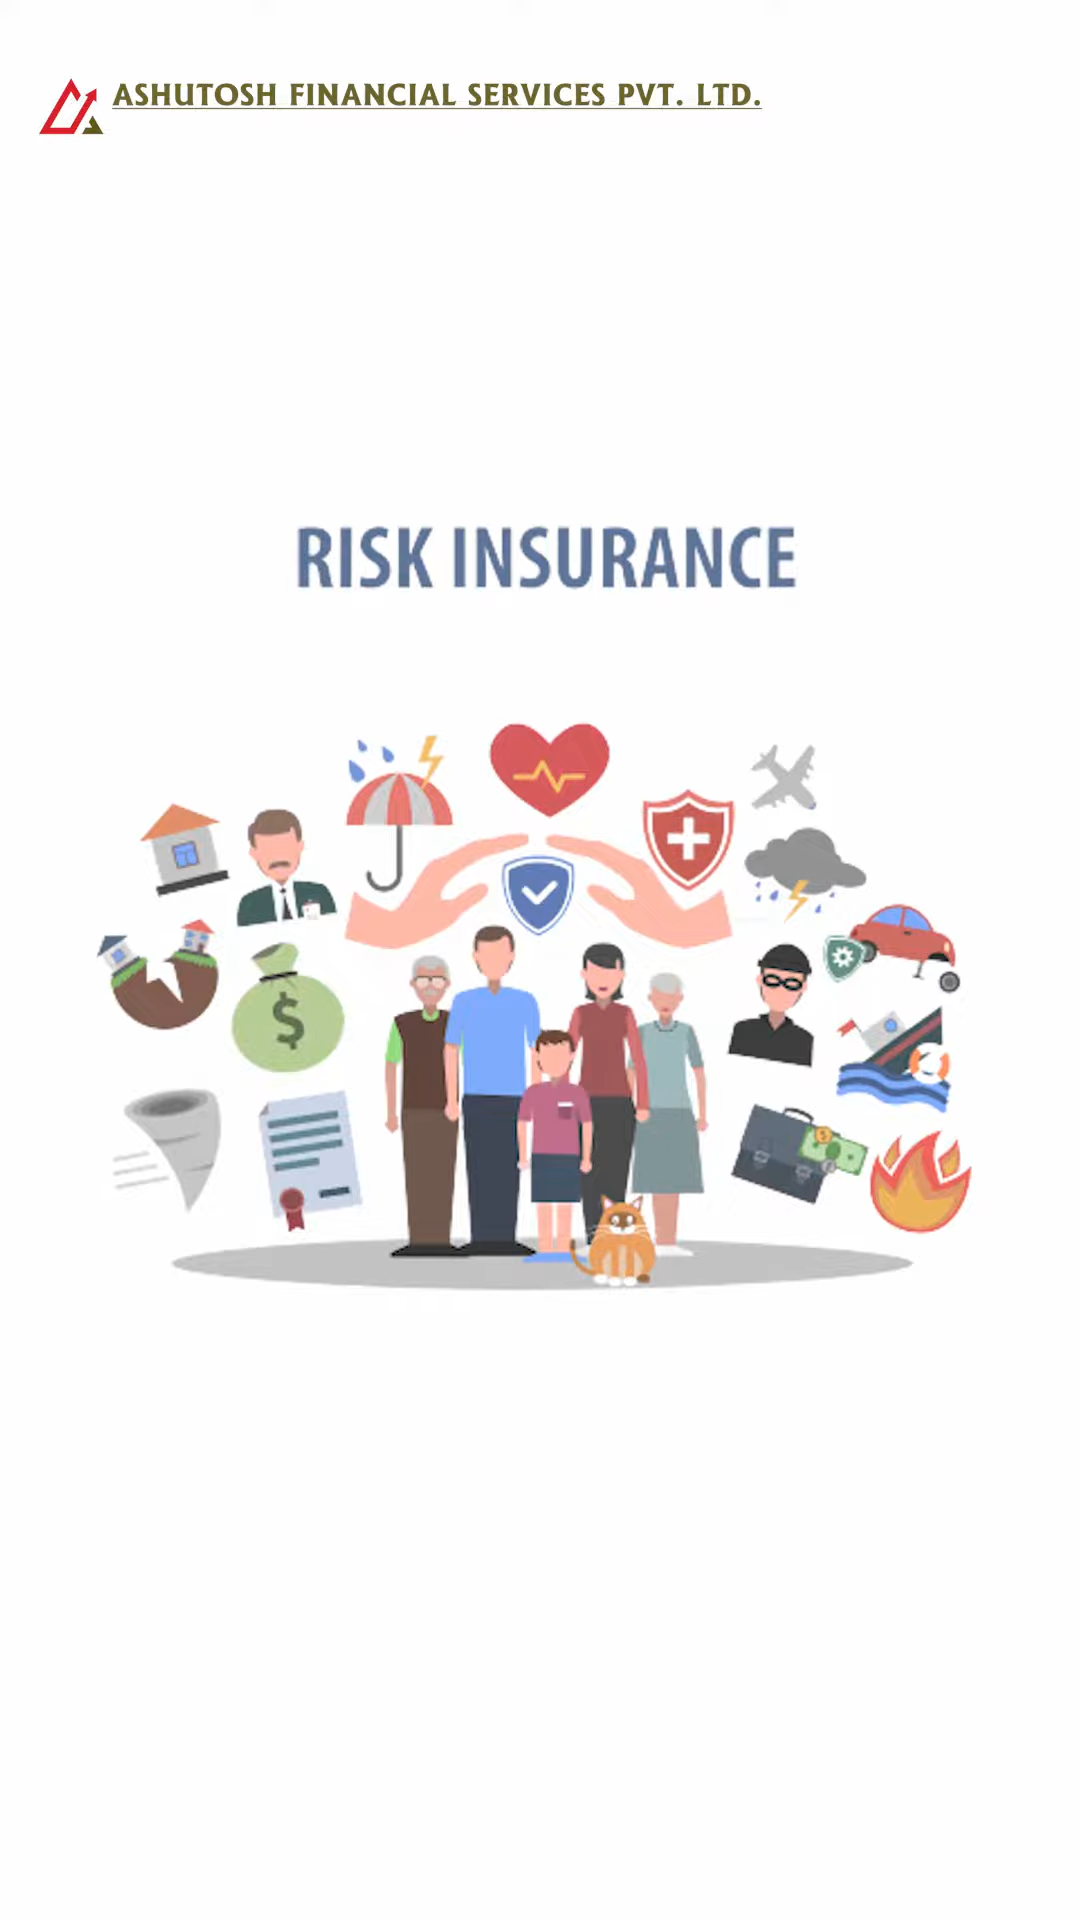 ASHUTOSH FINANCIAL SERVICES PVT. LTD.
RISK INSURANCE
$